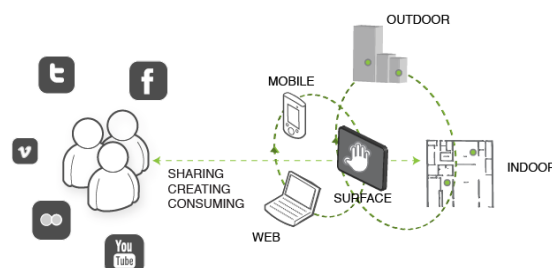 OUTDOOR
MOBILE
t
f
v
SHARING
CREATING
CONSUMING
INDOOR
SURFACE
WEB
You
Tube